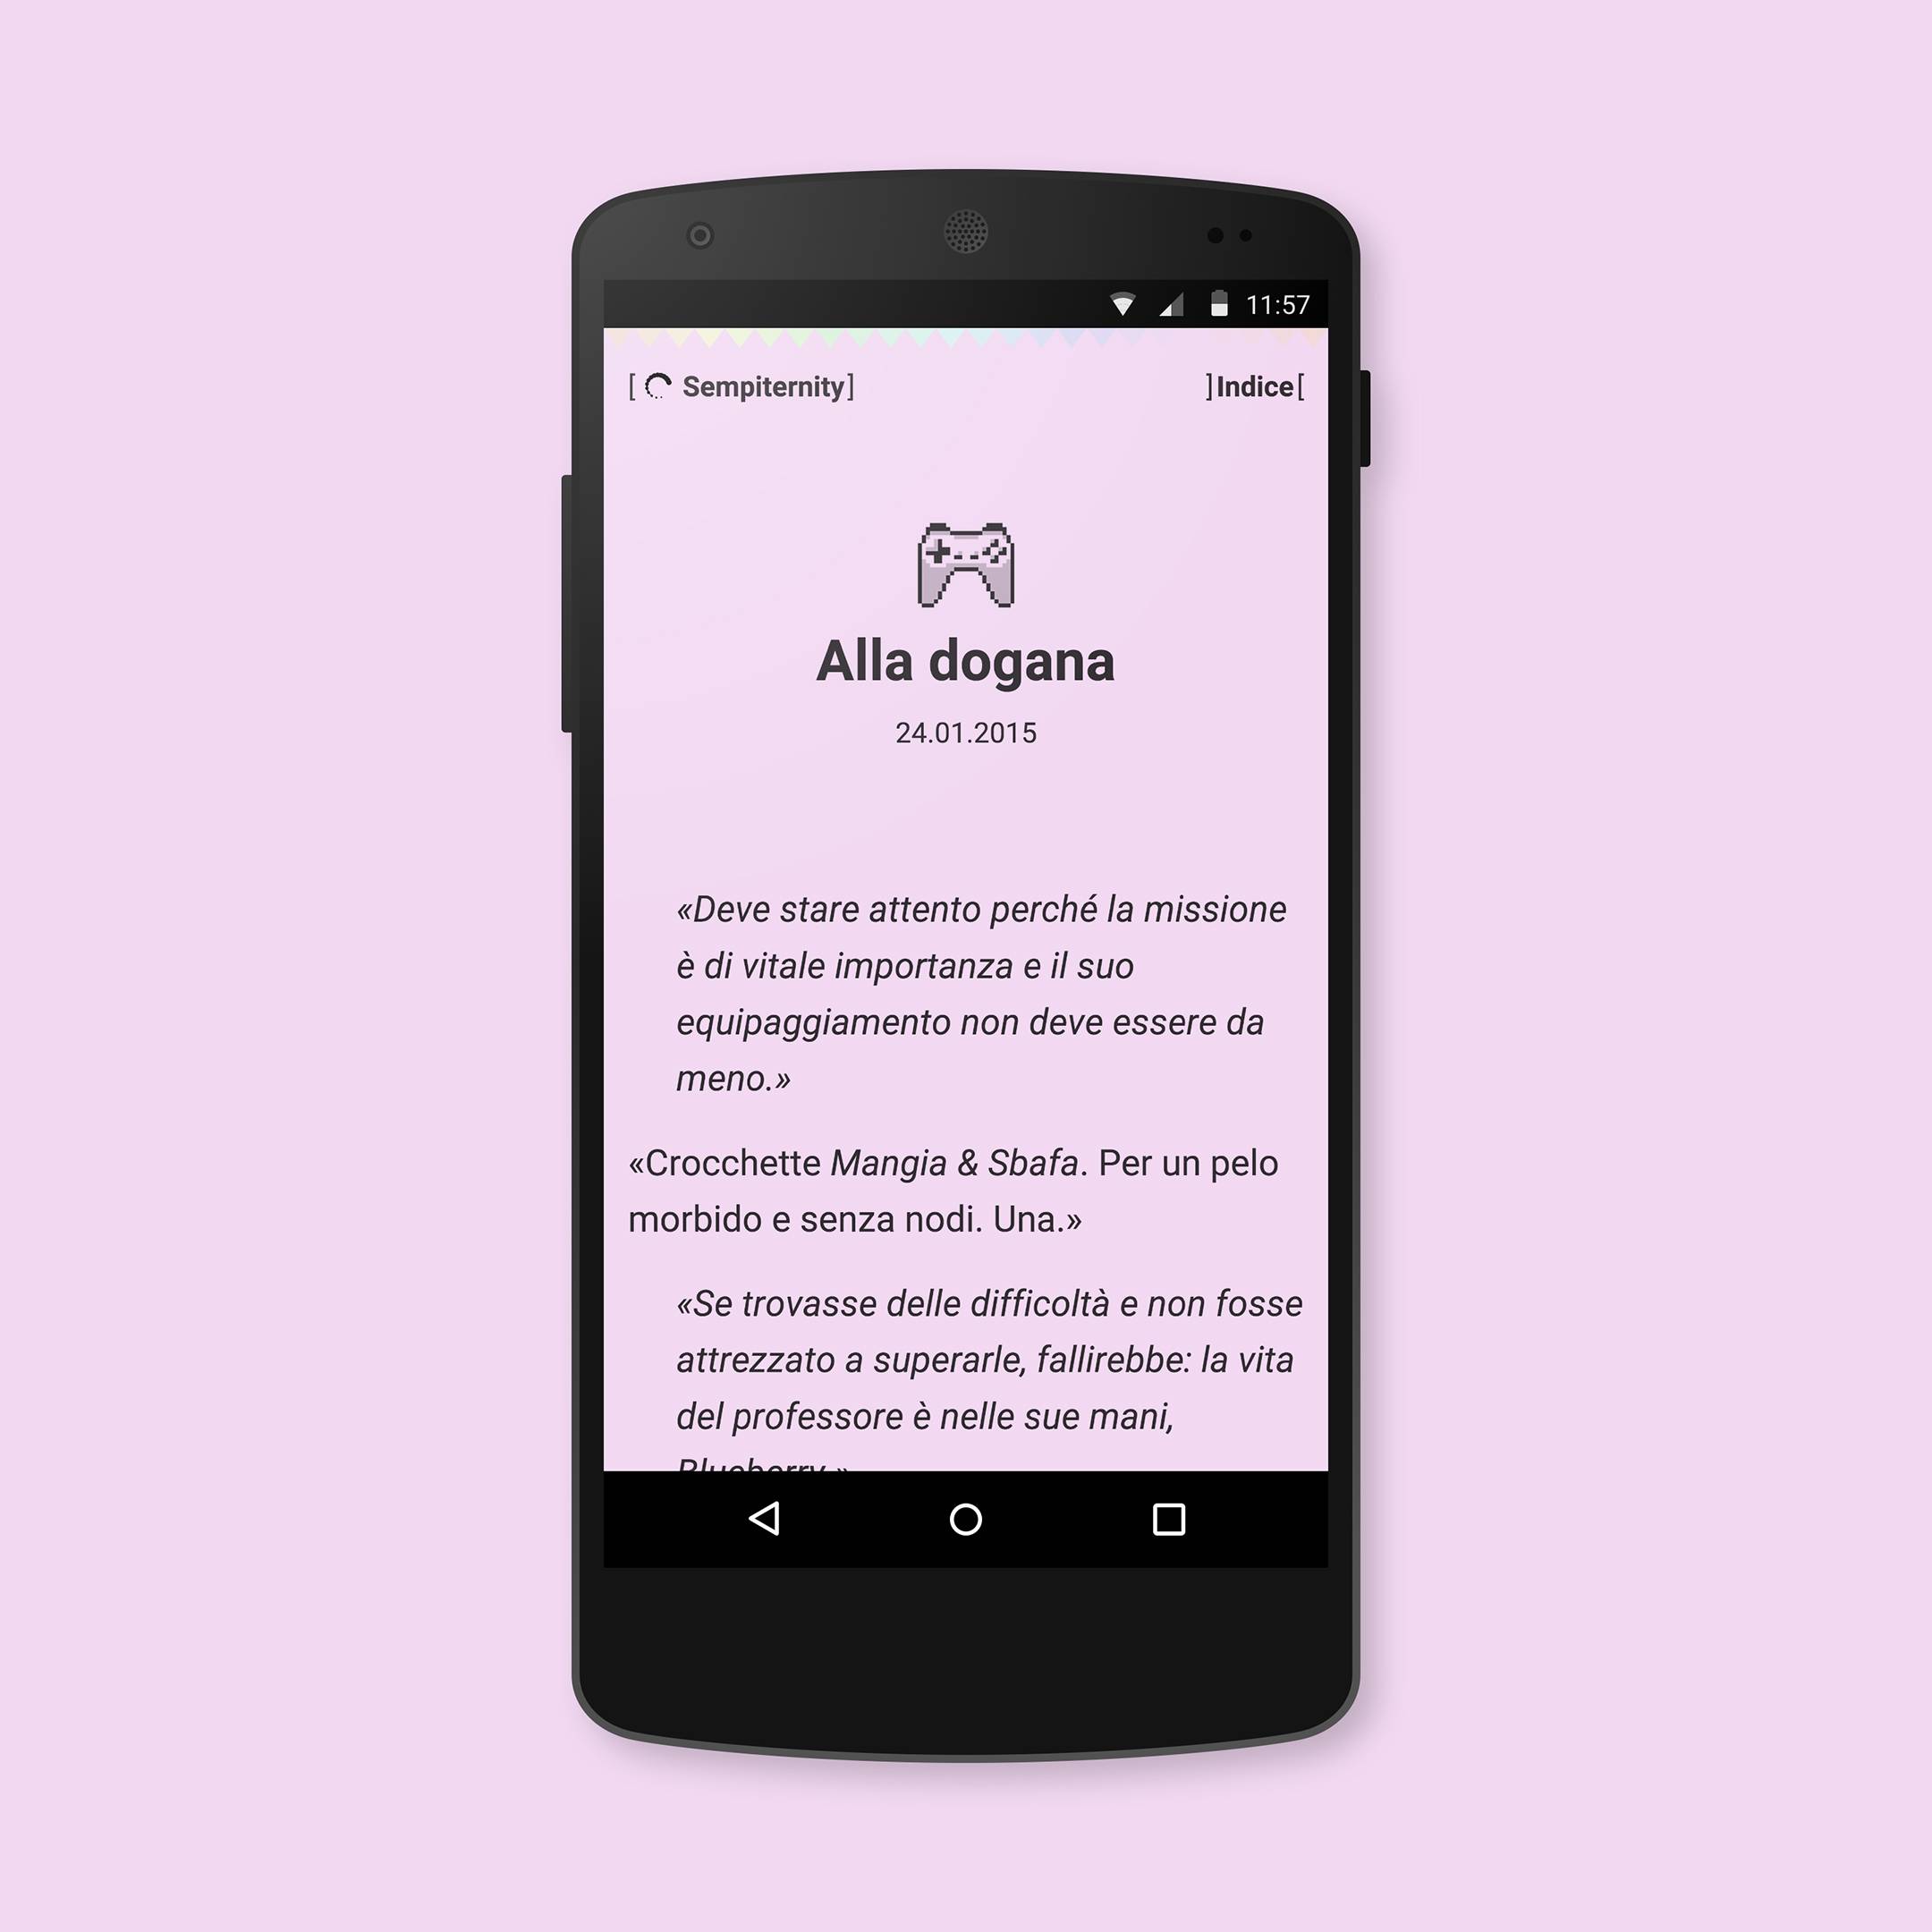 11:57
[ Sempiternity]
]Indice[
Alla dogana
24.01.2015
«Deve stare attento perché la missione
è di vitale importanza e il suo
equipaggiamento non deve essere da
meno.»
«Crocchette Mangia & Sbafa. Per un pelo
morbido e senza nodi. Una.»
«Se trovasse delle difficoltà e non fosse
attrezzato a superarle, fallirebbe: la vita
del professore è nelle sue mani,
Blueberry.»